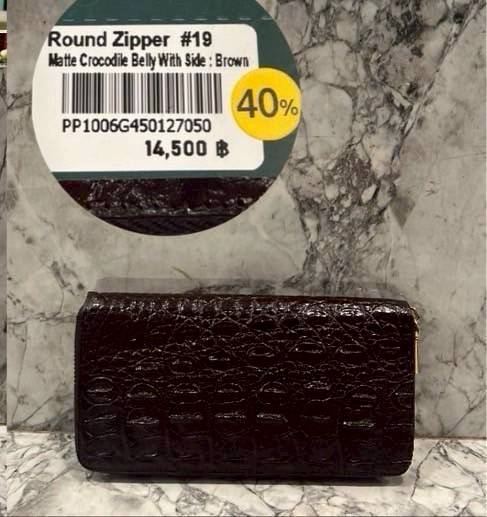 Round Zipper #19
Matte Crocodile Belly With Side : Brown
40%
PP1006G450127050
14,500 ฿